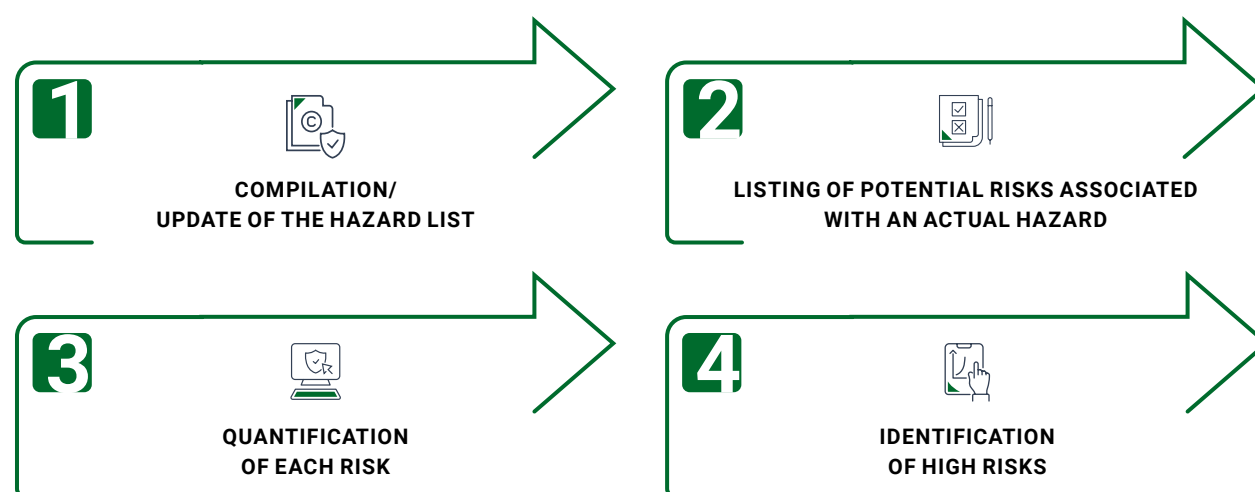 1
©
COMPILATION/
UPDATE OF THE HAZARD LIST
2
LISTING OF POTENTIAL RISKS ASSOCIATED
WITH AN ACTUAL HAZARD
3
QUANTIFICATION
OF EACH RISK
4
IDENTIFICATION
OF HIGH RISKS